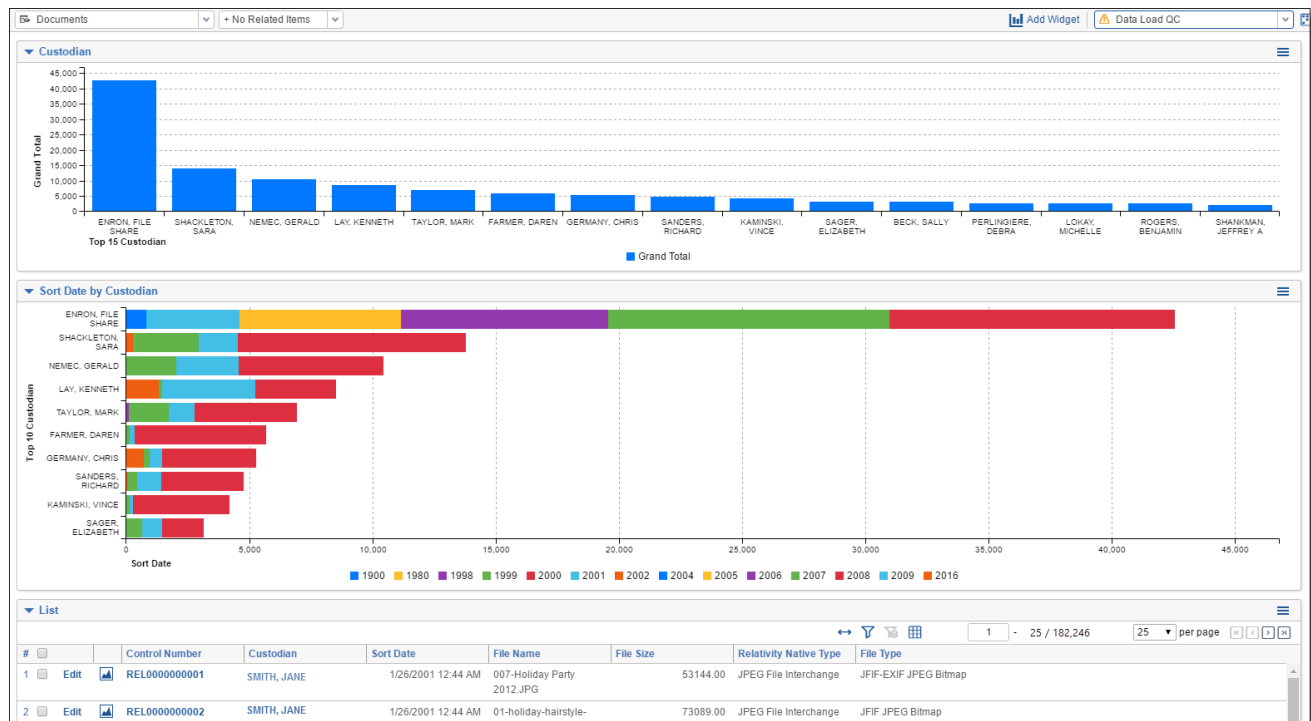 Documents + No Related Items Add Widget Data Load QC
Custodian
45,000
40,000
35,000
30,000
25,000
20,000
15,000
10,000
5,000
0
Grand Total
ENRON, FILE SHACKLETON, NEMEC, GERALD LAY, KENNETH TAYLOR, MARK FARMER, DAREN GERMANY, CHRIS SANDERS, KAMINSKI, SAGER, BECK, SALLY PERLINGIERE, LOKAY, ROGERS, SHANKMAN,
SHARE SARA RICHARD VINCE ELIZABETH DEBRA MICHELLE BENJAMIN JEFFREY A
Top 15 Custodian
Grand Total
Sort Date by Custodian
ENRON, FILE
SHARE
SHACKLETON,
SARA
NEMEC, GERALD
LAY, KENNETH
TAYLOR, MARK
FARMER, DAREN
GERMANY, CHRIS
SANDERS,
RICHARD
KAMINSKI, VINCE
SAGER,
ELIZABETH
Top 10 Custodian
0 5,000 10,000 15,000 20,000 25,000 30,000 35,000 40,000 45,000
Sort Date
1900 1980 1998 1999 2000 2001 2002 2004 2005 2006 2007 2008 2009 2016
List
1 - 25 / 182,246 25 per page
# Control Number Custodian Sort Date File Name File Size Relativity Native Type File Type
1 Edit REL0000000001 SMITH, JANE 1/26/2001 12:44 AM 007-Holiday Party 53144.00 JPEG File Interchange JFIF-EXIF JPEG Bitmap
2012.JPG
2 Edit REL0000000002 SMITH, JANE 1/26/2001 12:44 AM 01-holiday-hairstyle- 73089.00 JPEG File Interchange JFIF JPEG Bitmap